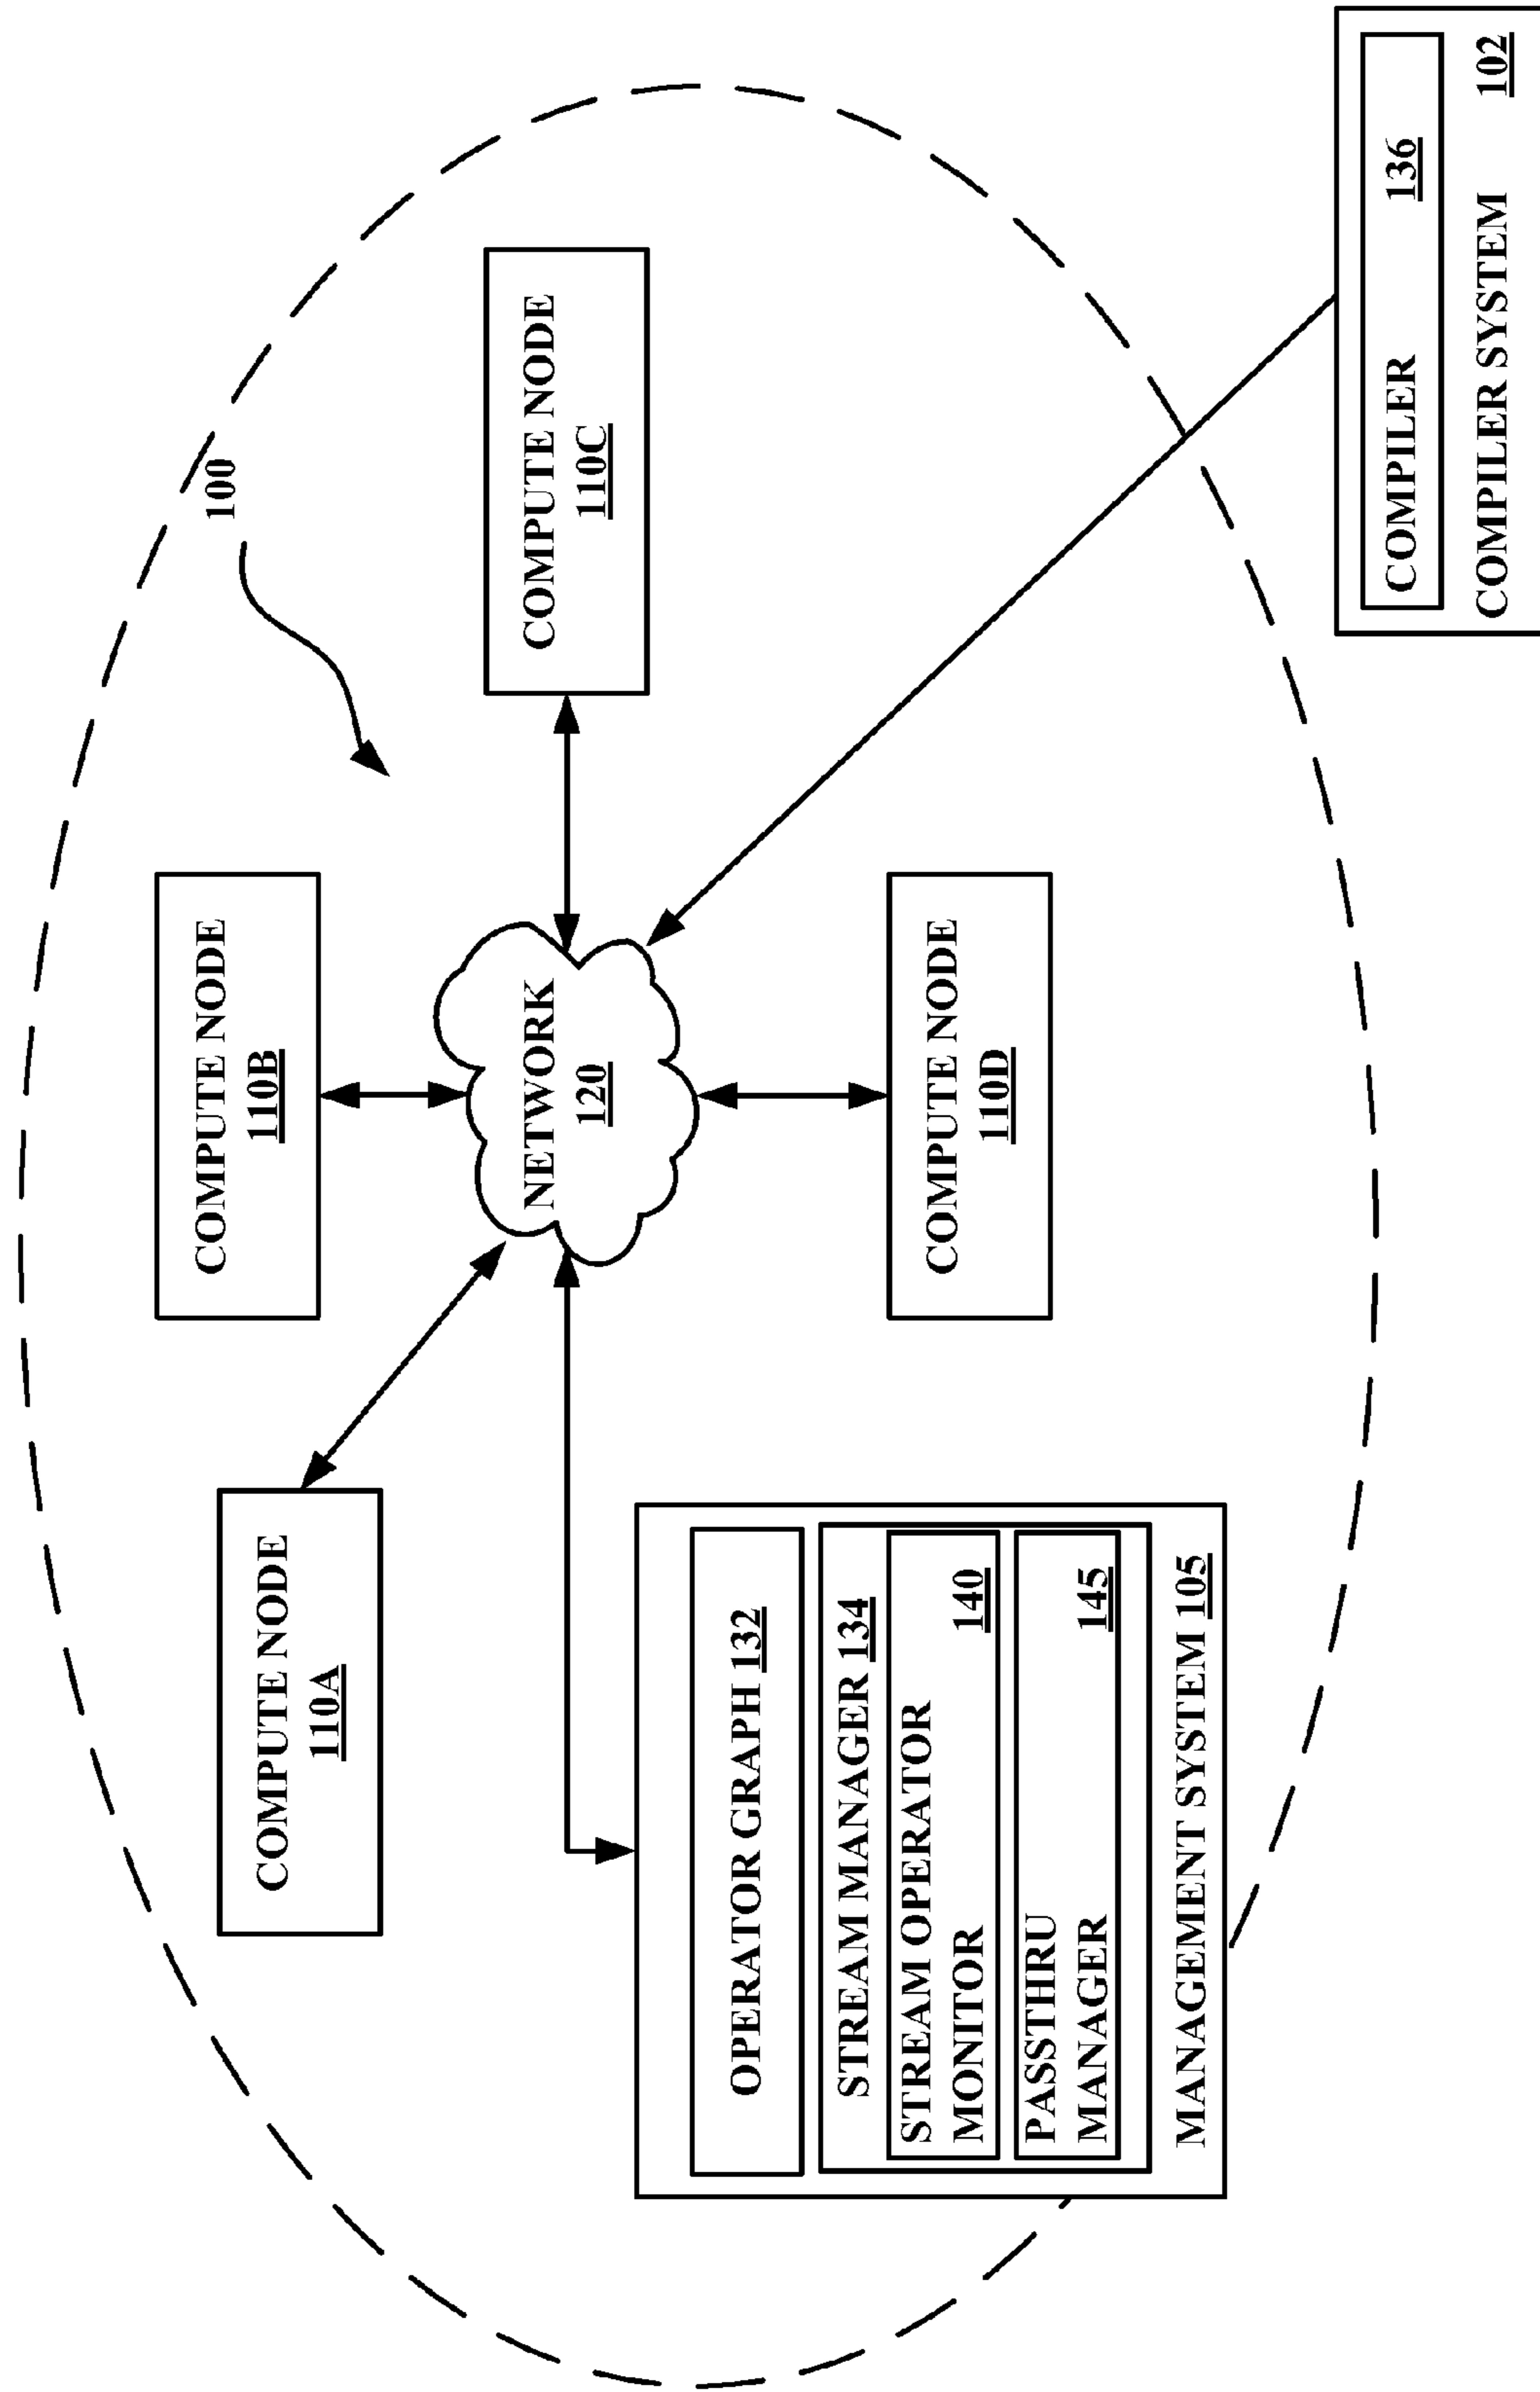 100
COMPUTE NODE
110A
COMPUTE NODE
110B
COMPUTE NODE
110C
NETWORK
120
COMPUTE NODE
110D
OPERATOR GRAPH 132
STREAM MANAGER 134
STREAM OPERATOR
MONITOR 140
PASSTHRU
MANAGER 145
MANAGEMENT SYSTEM 105
COMPILER 136
COMPILER SYSTEM 102